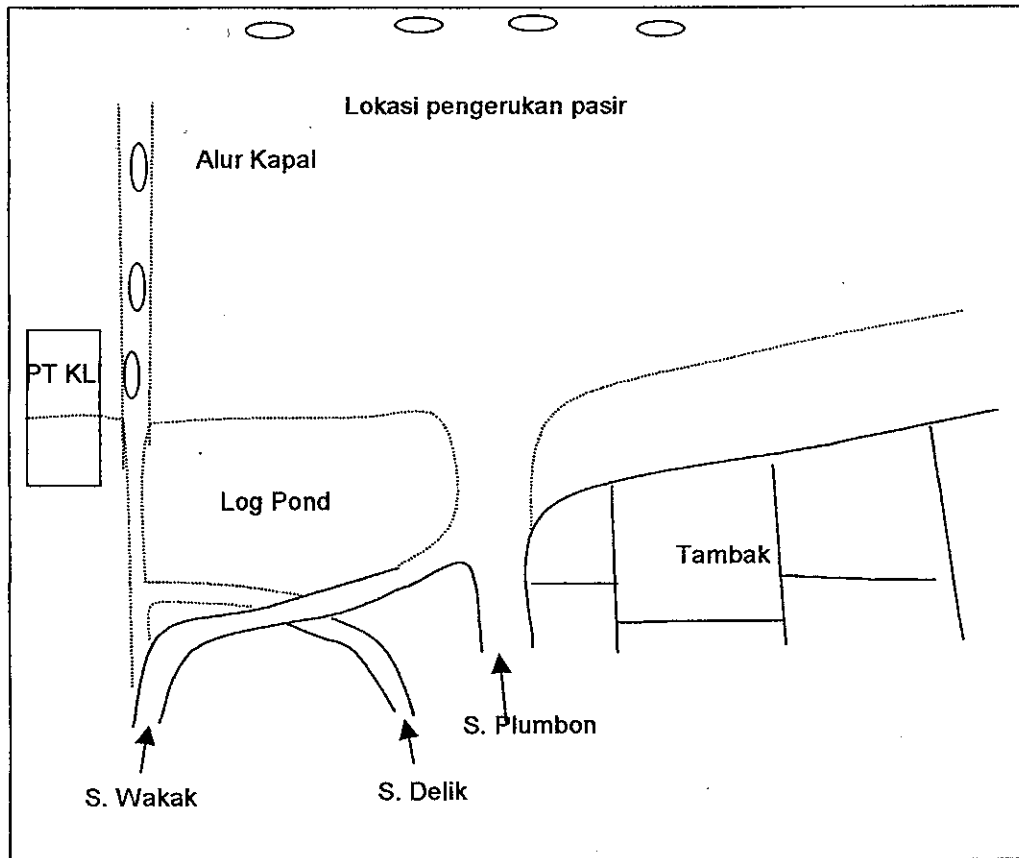 Lokasi pengerukan pasir
Alur Kapal
PT KL
Log Pond
Tambak
S. Plumbon
S. Wakak
S. Delik